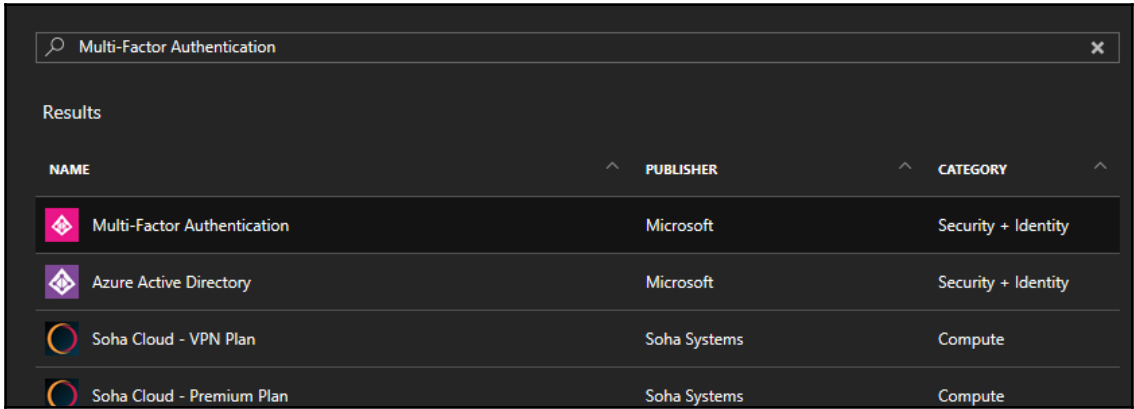 Multi-Factor Authentication
Results
NAME PUBLISHER CATEGORY
Multi-Factor Authentication Microsoft Security + Identity
Azure Active Directory Microsoft Security + Identity
Soha Cloud - VPN Plan Soha Systems Compute
Soha Cloud - Premium Plan Soha Systems Compute